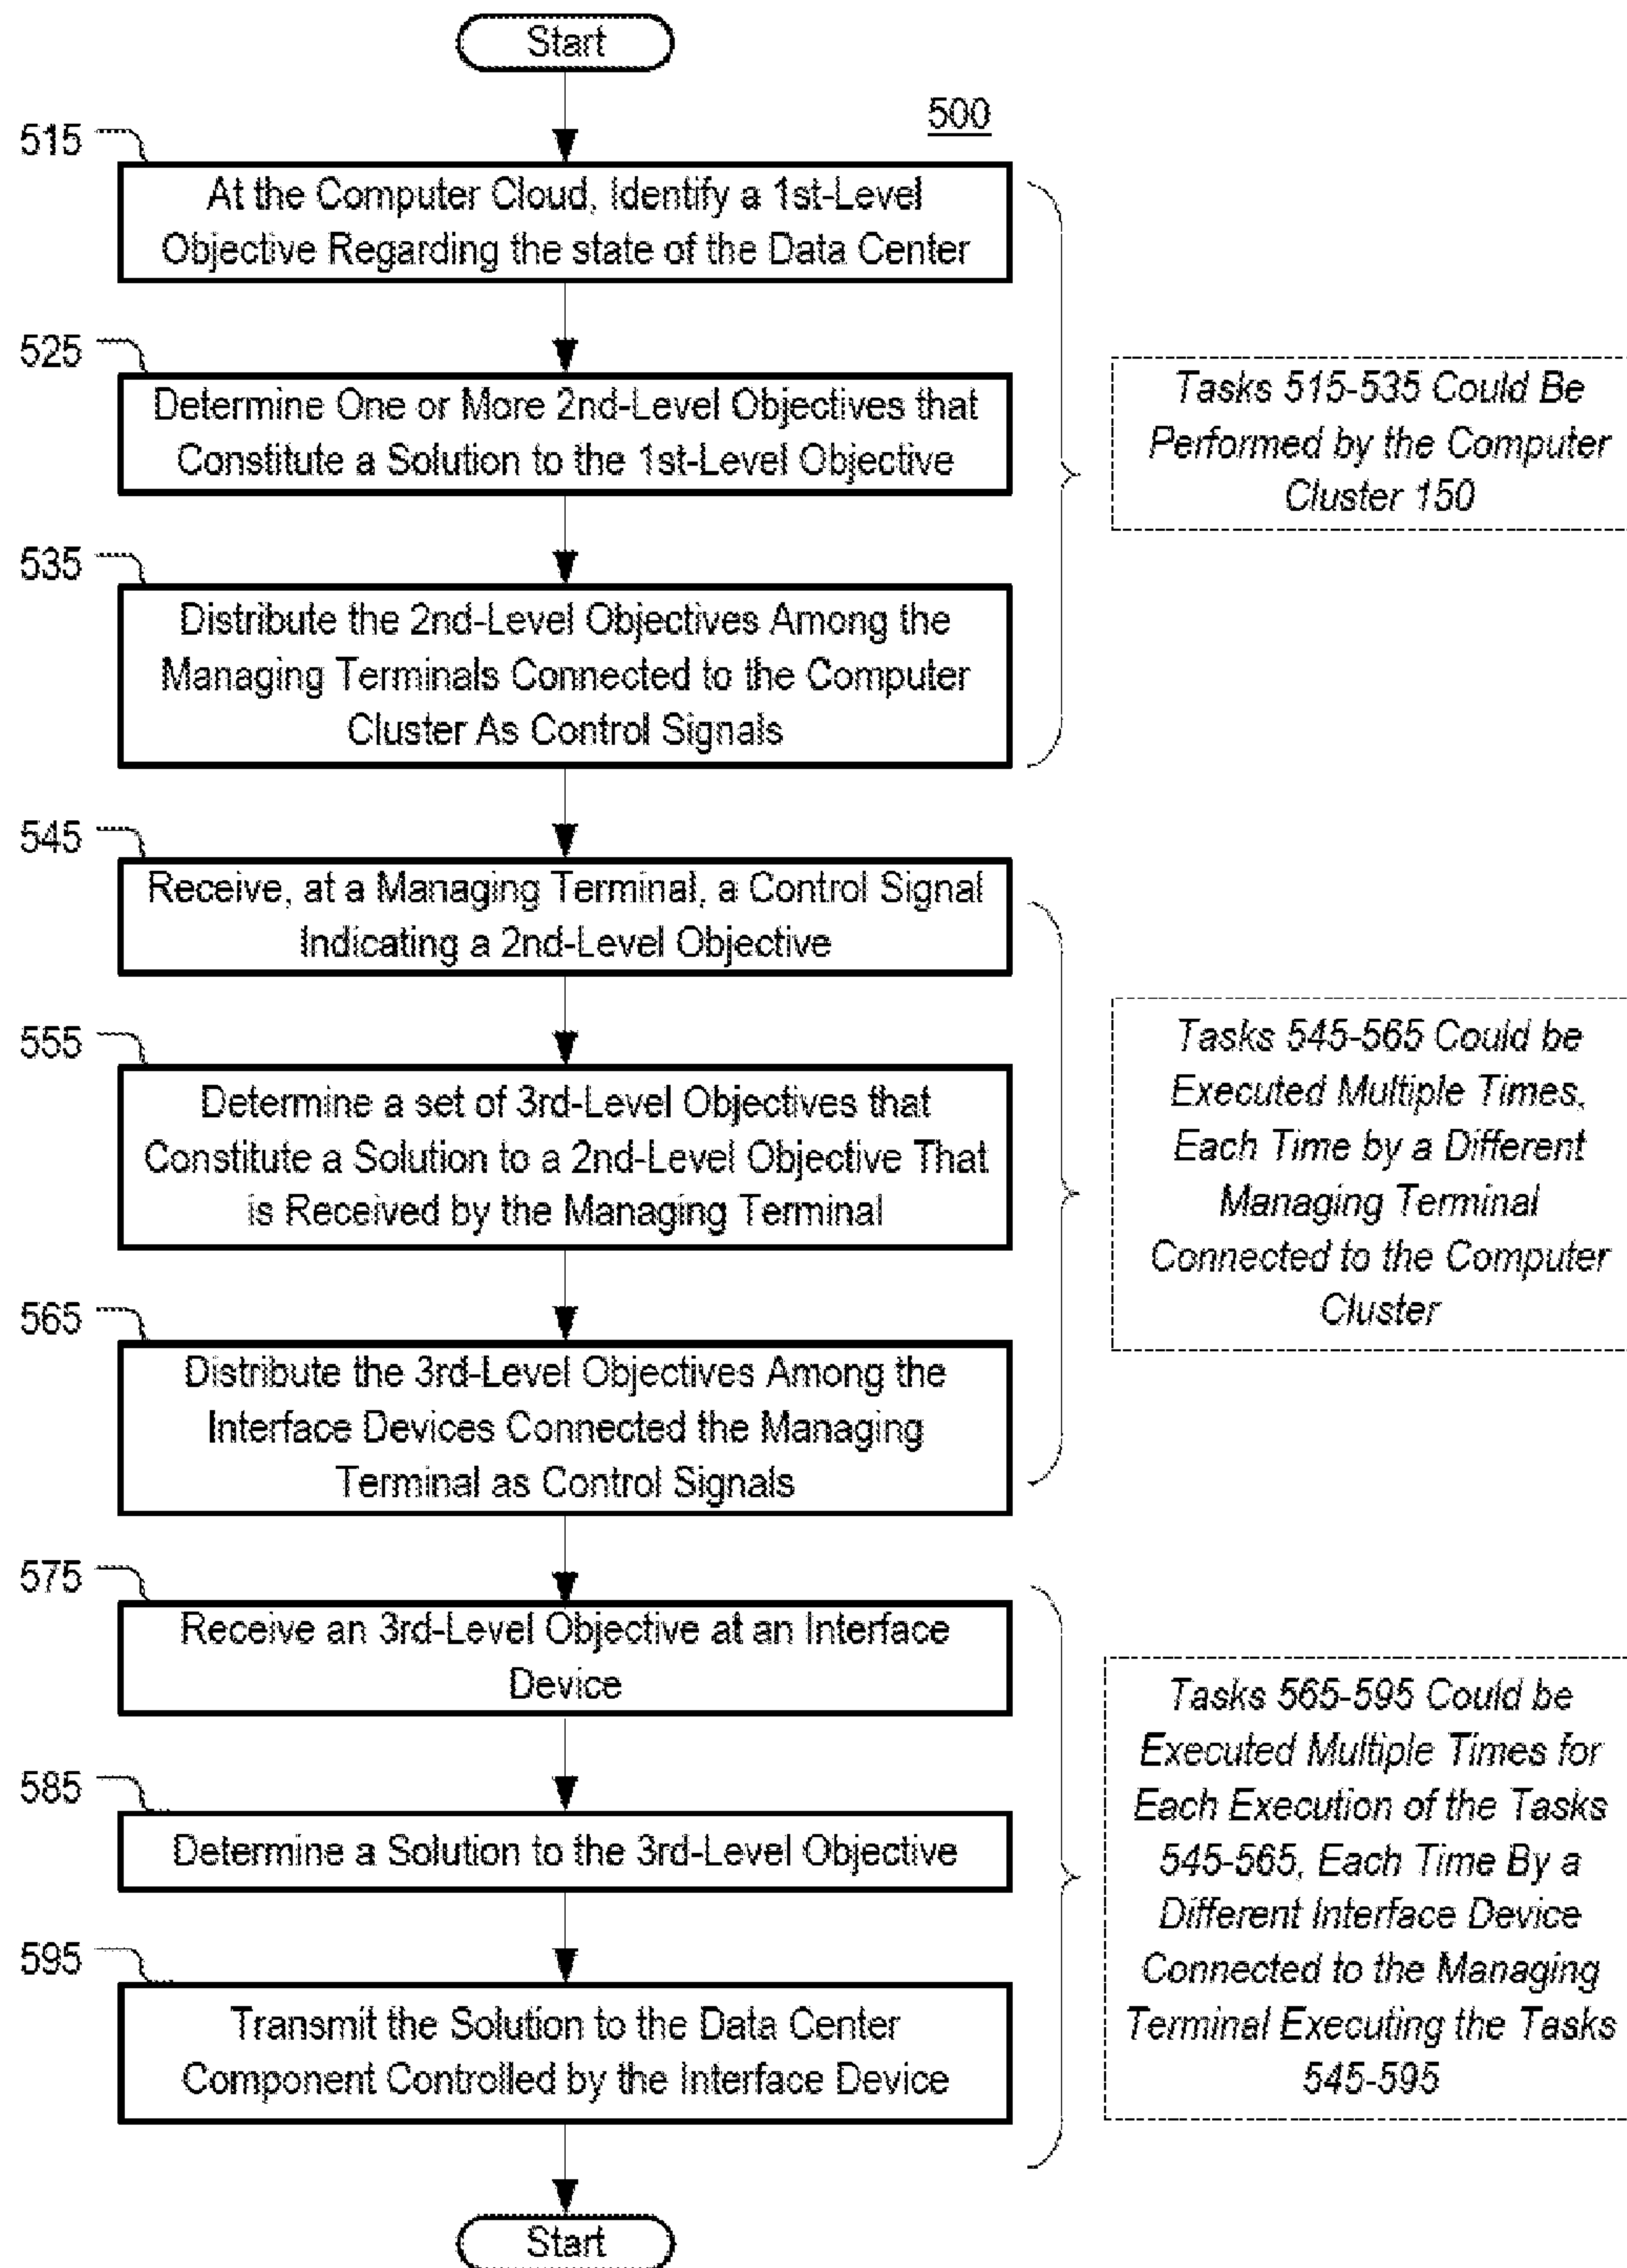 Start
500
515
At the Computer Cloud, Identify a 1st-Level
Objective Regarding the state of the Data Center
525
Determine One or More 2nd-Level Objectives that
Constitute a Solution to the 1st-Level Objective
535
Distribute the 2nd-Level Objectives Among the
Managing Terminals Connected to the Computer
Cluster As Control Signals
Tasks 515-535 Could Be
Performed by the Computer
Cluster 150
545
Receive, at a Managing Terminal, a Control Signal
Indicating a 2nd-Level Objective
555
Determine a set of 3rd-Level Objectives that
Constitute a Solution to a 2nd-Level Objective That
is Received by the Managing Terminal
565
Distribute the 3rd-Level Objectives Among the
Interface Devices Connected the Managing
Terminal as Control Signals
Tasks 545-565 Could be
Executed Multiple Times,
Each Time by a Different
Managing Terminal
Connected to the Computer
Cluster
575
Receive an 3rd-Level Objective at an Interface
Device
585
Determine a Solution to the 3rd-Level Objective
595
Transmit the Solution to the Data Center
Component Controlled by the Interface Device
Tasks 565-595 Could be
Executed Multiple Times for
Each Execution of the Tasks
545-565, Each Time By a
Different Interface Device
Connected to the Managing
Terminal Executing the Tasks
545-595
Start